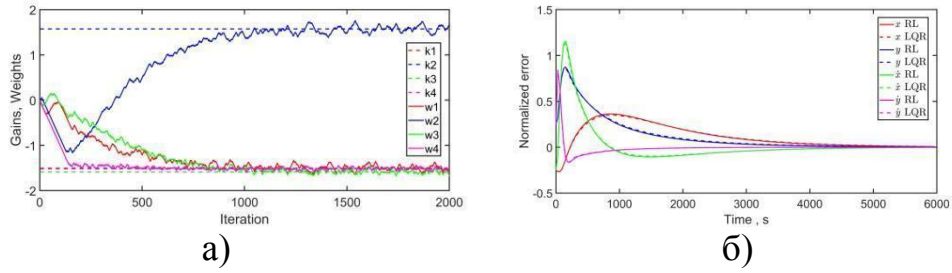 2
1
0
-1
-2
0
500
1000
1500
2000
Gains, Weights
Iteration
k1
k2
k3
k4
w1
w2
w3
w4
а)
1.5
1
0.5
0
-0.5
0
1000
2000
3000
4000
5000
6000
Normalized error
Time , s
x RL
x LQR
y RL
y LQR
ẋ RL
ẋ LQR
ẏ RL
ẏ LQR
б)